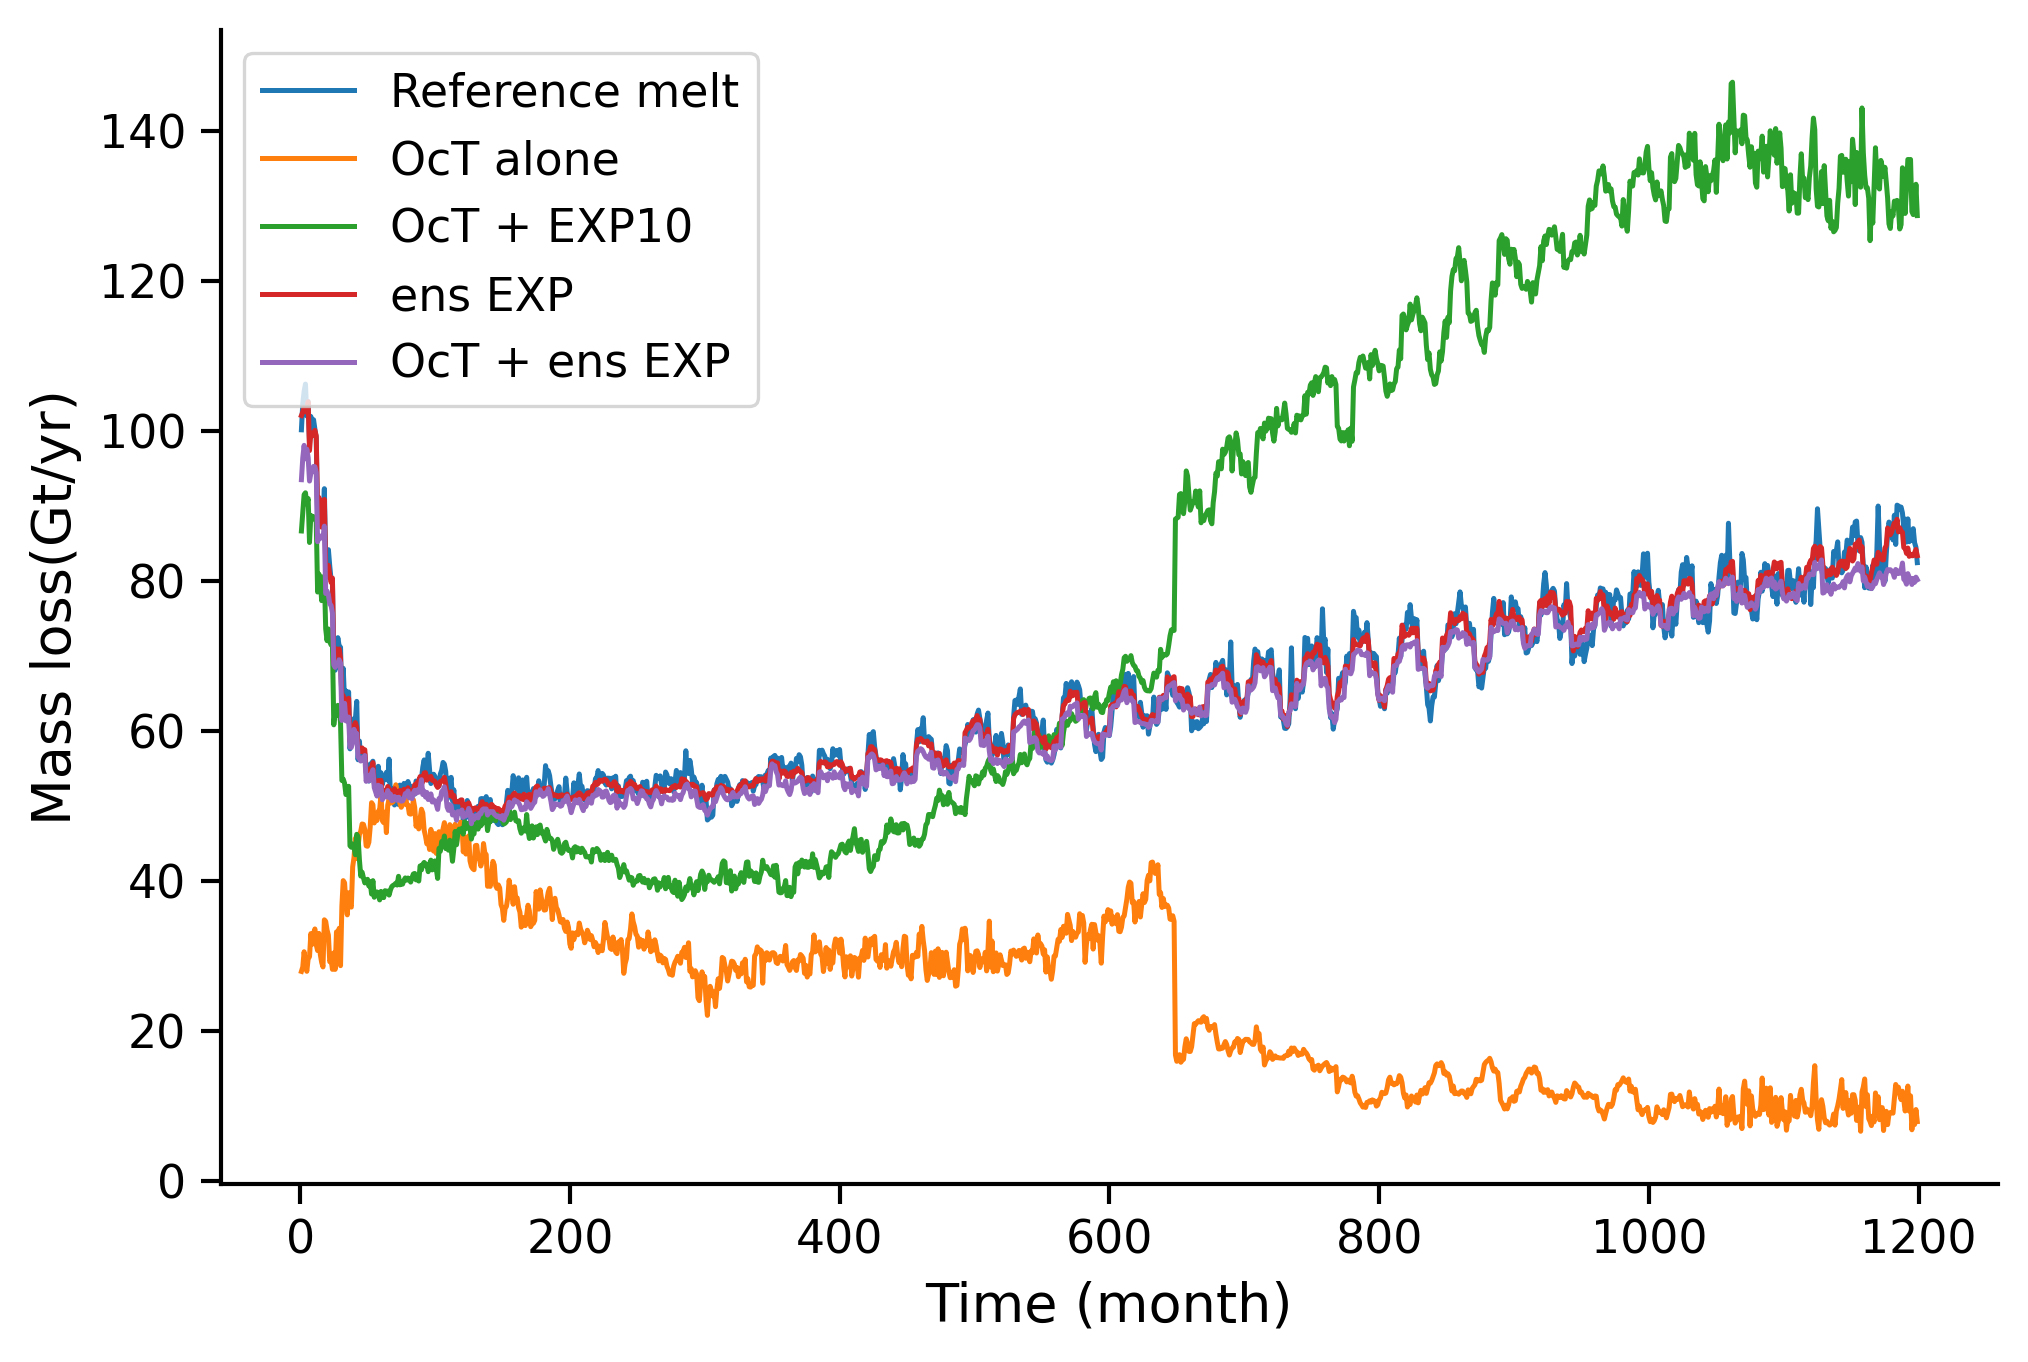 Reference melt
OcT alone
OcT + EXP10
ens EXP
OcT + ens EXP
Mass loss(Gt/yr)
140
120
100
80
60
40
20
0
0 200 400 600 800 1000 1200
Time (month)